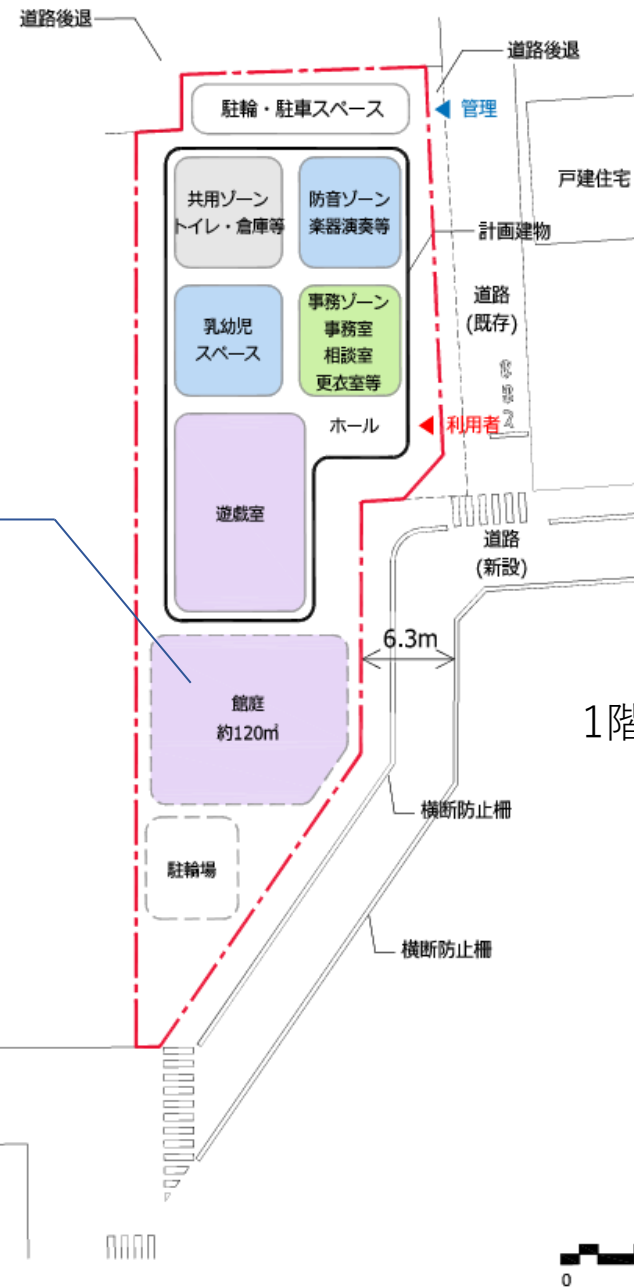 道路後退
道路後退
駐輪・駐車スペース
管理
戸建住宅
共用ゾーン
トイレ・倉庫等
防音ゾーン
楽器演奏等
計画建物
乳幼児
スペース
事務ゾーン
事務室
相談室
更衣室等
道路
(既存)
ホール
利用者
遊戯室
道路
(新設)
6.3m
館庭
約120㎡
1階
横断防止柵
駐輪場
横断防止柵
0